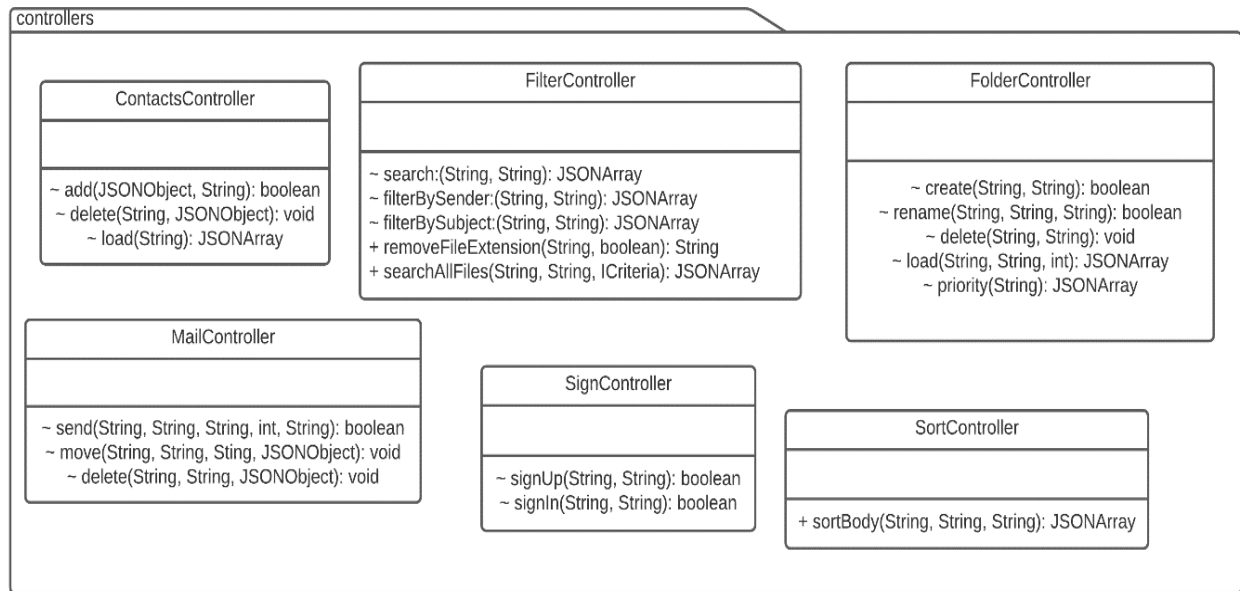 controllers
ContactsController
~ add(JSONObject, String): boolean
~ delete(String, JSONObject): void
~ load(String): JSONArray
FilterController
~ search:(String, String): JSONArray
~ filterBySender:(String, String): JSONArray
~ filterBySubject:(String, String): JSONArray
+ removeFileExtension(String, boolean): String
+ searchAllFiles(String, String, ICriteria): JSONArray
FolderController
~ create(String, String): boolean
~ rename(String, String, String): boolean
~ delete(String, String): void
~ load(String, String, int): JSONArray
~ priority(String): JSONArray
MailController
~ send(String, String, String, int, String): boolean
~ move(String, String, Sting, JSONObject): void
~ delete(String, String, JSONObject): void
SignController
~ signUp(String, String): boolean
~ signIn(String, String): boolean
SortController
+ sortBody(String, String, String): JSONArray